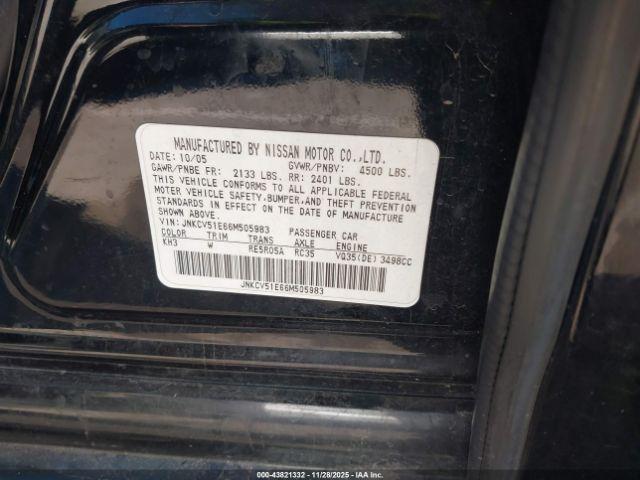 MANUFACTURED BY NISSAN MOTOR CO.,LTD.
DATE: 10/05 GVWR/PNBV: 4500 LBS.
GAWR/PNBE FR: 2133 LBS. RR: 2401 LBS.
THIS VEHICLE CONFORMS TO ALL APPLICABLE FEDERAL
MOTOR VEHICLE SAFETY,BUMPER,AND THEFT PREVENTION
STANDARDS IN EFFECT ON THE DATE OF MANUFACTURE
SHOWN ABOVE.
VIN: JNKCV51E66M505983 PASSENGER CAR
COLOR TRIM TRANS AXLE ENGINE
KH3 W RE5R05A RC35 VQ35(DE) 3498CC
JNKCV51E66M505983
00-43821332 - 11/28/2025 - IAA Inc.